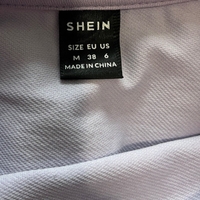 SHEIN
SIZE EU US
M 38 6
MADE IN CHINA